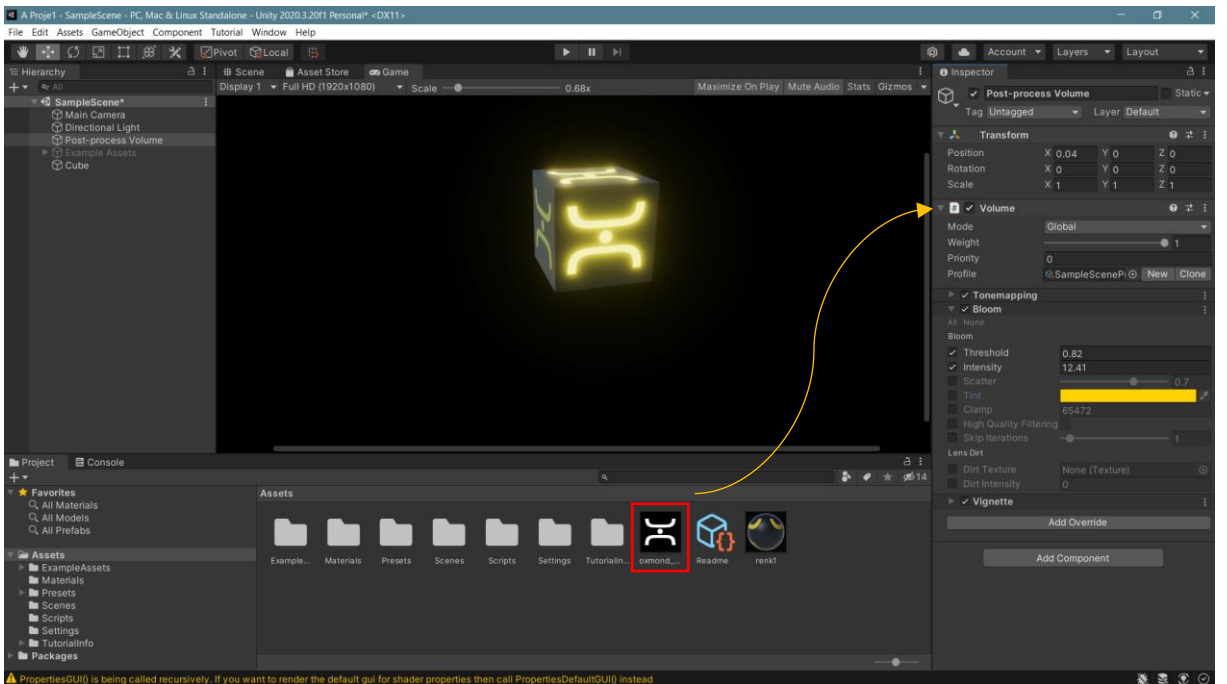 A Proje1 - SampleScene - PC, Mac & Linux Standalone - Unity 2020.3.20f1 Personal* <DX11>
File Edit Assets GameObject Component Tutorial Window Help
Pivot Local Account Layers Layout
Hierarchy
All
SampleScene*
Main Camera
Directional Light
Post-process Volume
Example Assets
Cube
Scene Asset Store Game
Display 1 Full HD (1920x1080) Scale 0.68x Maximize On Play Mute Audio Stats Gizmos
Inspector
Post-process Volume Static
Tag Untagged Layer Default
Transform
Position X 0.04 Y 0 Z 0
Rotation X 0 Y 0 Z 0
Scale X 1 Y 1 Z 1
# Volume
Mode Global
Weight 1
Priority 0
Profile SampleScenePr New Clone
Tonemapping
Bloom
All None
Bloom
Threshold 0.82
Intensity 12.41
Scatter 0.7
Tint
Clamp 65472
High Quality Filtering
Skip Iterations 1
Lens Dirt
Dirt Texture None (Texture)
Dirt Intensity 0
Vignette
Add Override
Add Component
Project Console
14
Favorites
All Materials
All Models
All Prefabs
Assets
ExampleAssets
Materials
Presets
Scenes
Scripts
Settings
TutorialInfo
Packages
Assets
Example... Materials Presets Scenes Scripts Settings TutorialIn... oxmond_... Readme renk1
PropertiesGUI() is being called recursively. If you want to render the default gui for shader properties then call PropertiesDefaultGUI() instead